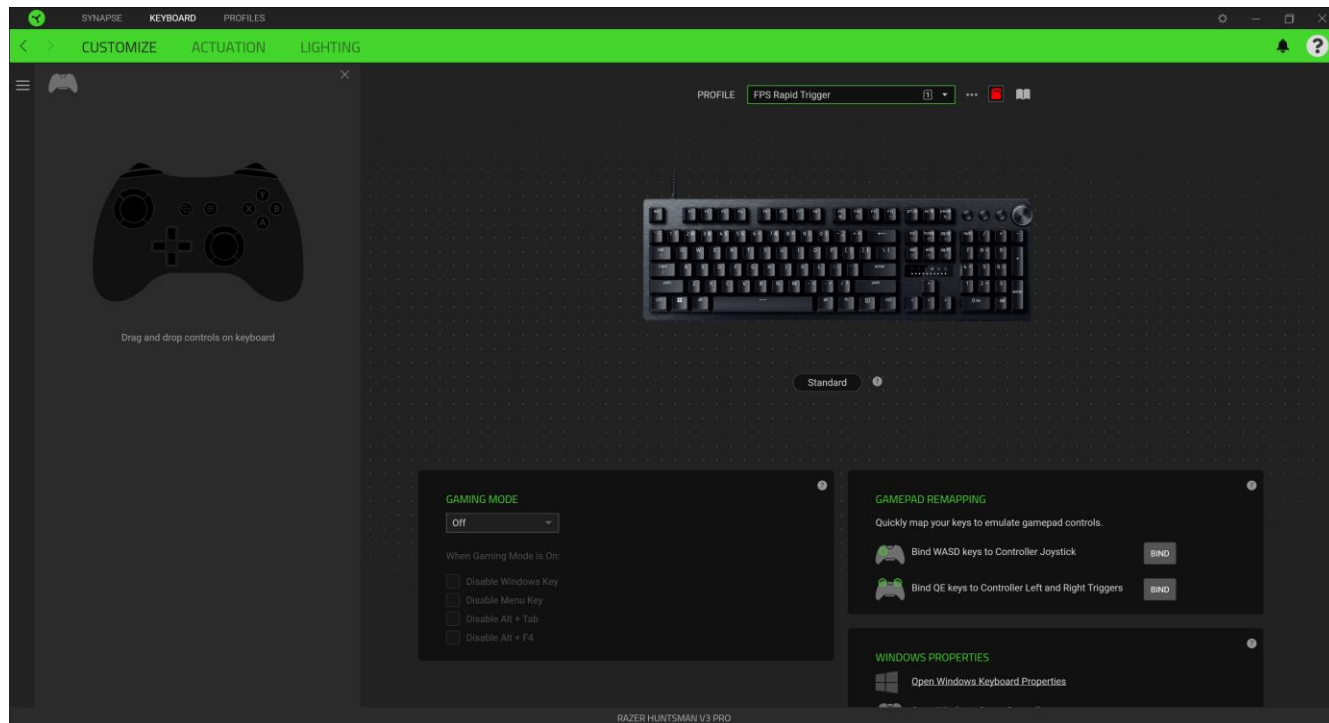 SYNAPSE KEYBOARD PROFILES
CUSTOMIZE ACTUATION LIGHTING
PROFILE FPS Rapid Trigger 1
Y
X B
A
Drag and drop controls on keyboard
Standard
GAMING MODE
Off
When Gaming Mode is On:
Disable Windows Key
Disable Menu Key
Disable Alt + Tab
Disable Alt + F4
GAMEPAD REMAPPING
Quickly map your keys to emulate gamepad controls.
Bind WASD keys to Controller Joystick BIND
Bind QE keys to Controller Left and Right Triggers BIND
WINDOWS PROPERTIES
Open Windows Keyboard Properties
RAZER HUNTSMAN V3 PRO